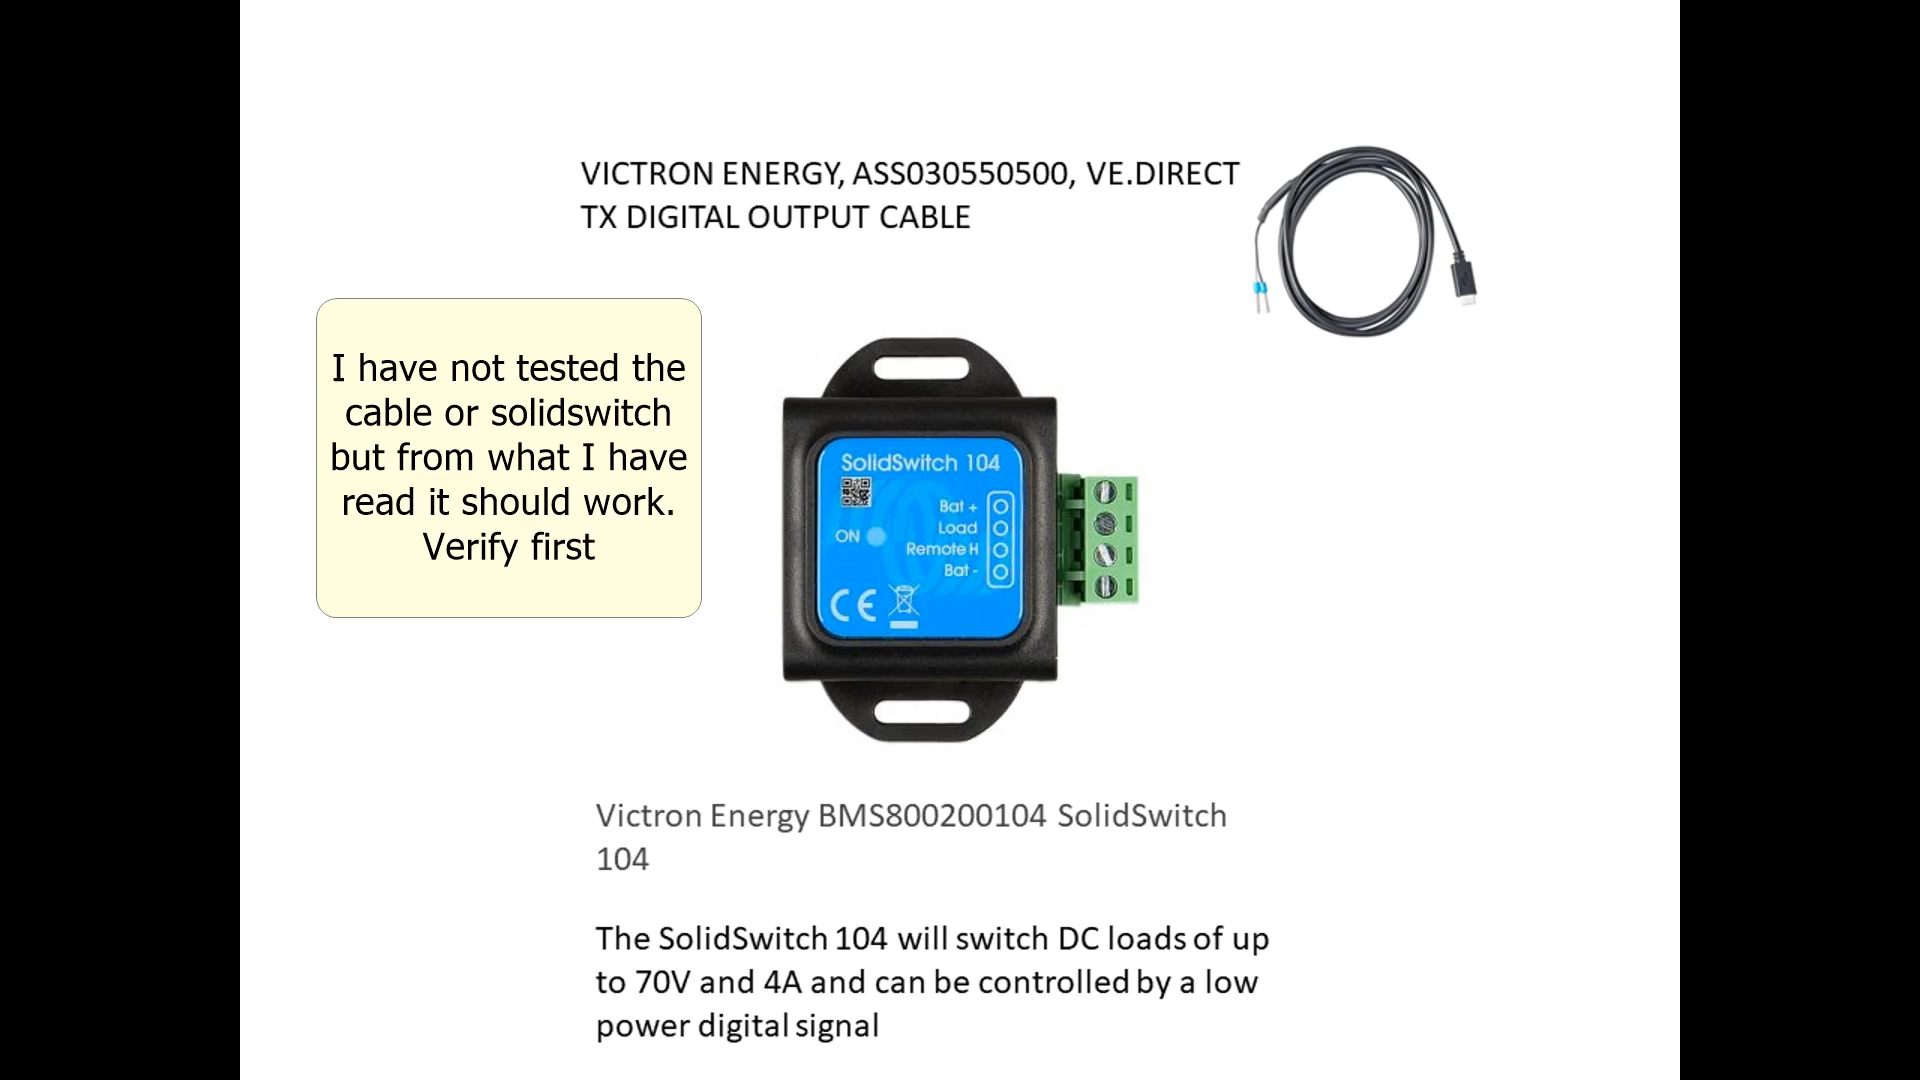 VICTRON ENERGY, ASS030550500, VE.DIRECT
TX DIGITAL OUTPUT CABLE
I have not tested the
cable or solidswitch
but from what I have
read it should work.
Verify first
SolidSwitch 104
Bat +
Load
ON
Remote H
Bat -
CE
Victron Energy BMS800200104 SolidSwitch
104
The SolidSwitch 104 will switch DC loads of up
to 70V and 4A and can be controlled by a low
power digital signal